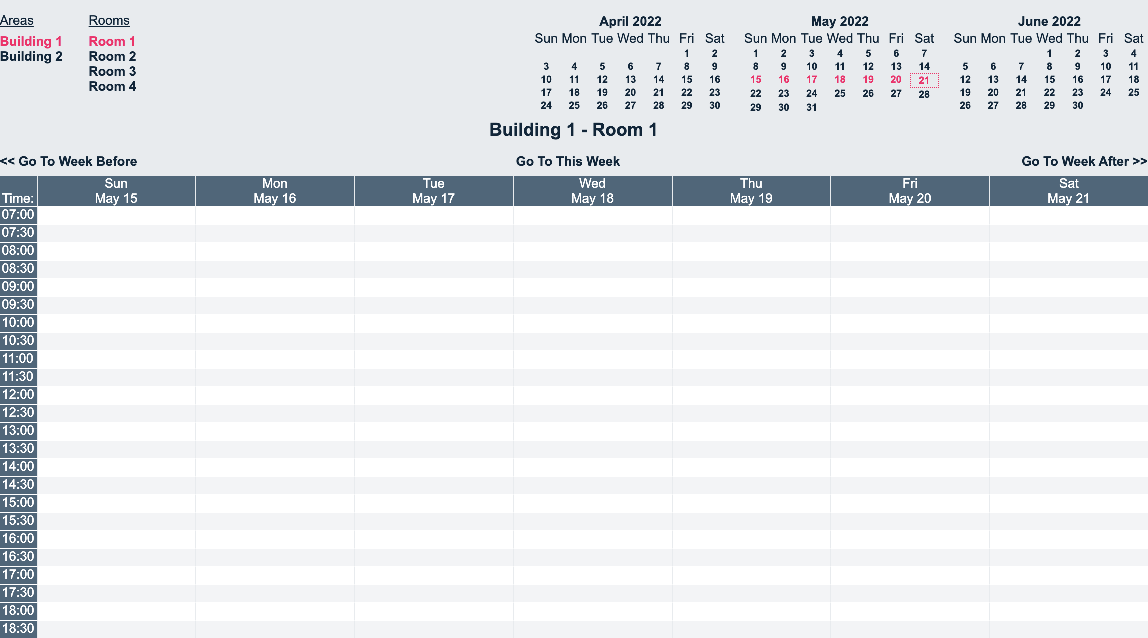 Areas Rooms
Building 1 Room 1
Building 2 Room 2
Room 3
Room 4
April 2022
Sun Mon Tue Wed Thu Fri Sat
1 2
3 4 5 6 7 8 9
10 11 12 13 14 15 16
17 18 19 20 21 22 23
24 25 26 27 28 29 30
May 2022
Sun Mon Tue Wed Thu Fri Sat
1 2 3 4 5 6 7
8 9 10 11 12 13 14
15 16 17 18 19 20 21
22 23 24 25 26 27 28
29 30 31
June 2022
Sun Mon Tue Wed Thu Fri Sat
1 2 3 4
5 6 7 8 9 10 11
12 13 14 15 16 17 18
19 20 21 22 23 24 25
26 27 28 29 30
Building 1 - Room 1
<< Go To Week Before Go To This Week Go To Week After >>
Sun Mon Tue Wed Thu Fri Sat
Time: May 15 May 16 May 17 May 18 May 19 May 20 May 21
07:00
07:30
08:00
08:30
09:00
09:30
10:00
10:30
11:00
11:30
12:00
12:30
13:00
13:30
14:00
14:30
15:00
15:30
16:00
16:30
17:00
17:30
18:00
18:30